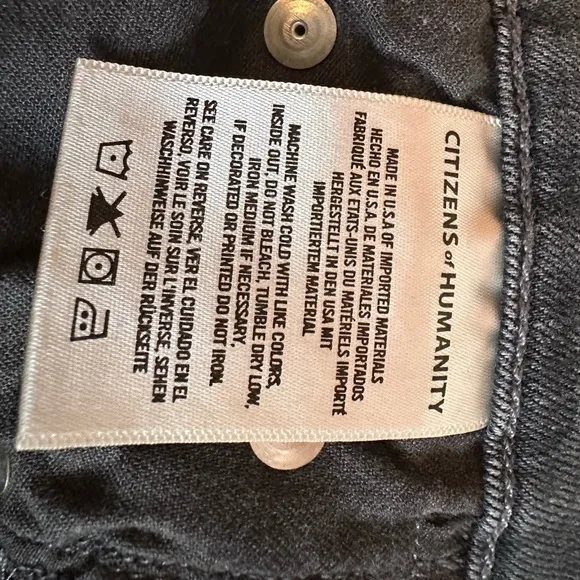 CITIZENS of HUMANITY
MADE IN U.S.A OF IMPORTED MATERIALS
HECHO EN U.S.A. DE MATERIALES IMPORTADOS
FABRIQUÉ AUX ETATS-UNIS DU MATÉRIELS IMPORTÉ
HERGESTELLT IN DEN USA MIT
IMPORTIERTEM MATERIAL
MACHINE WASH COLD WITH LIKE COLORS,
INSIDE OUT, DO NOT BLEACH, TUMBLE DRY LOW,
IRON MEDIUM IF NECESSARY,
IF DECORATED OR PRINTED DO NOT IRON.
SEE CARE ON REVERSE, VER EL CUIDADO EN EL
REVERSO, VOIR LE SOIN SUR L'INVERSE, SEHEN
WASCHHINWEISE AUF DER RÜCKSEITE